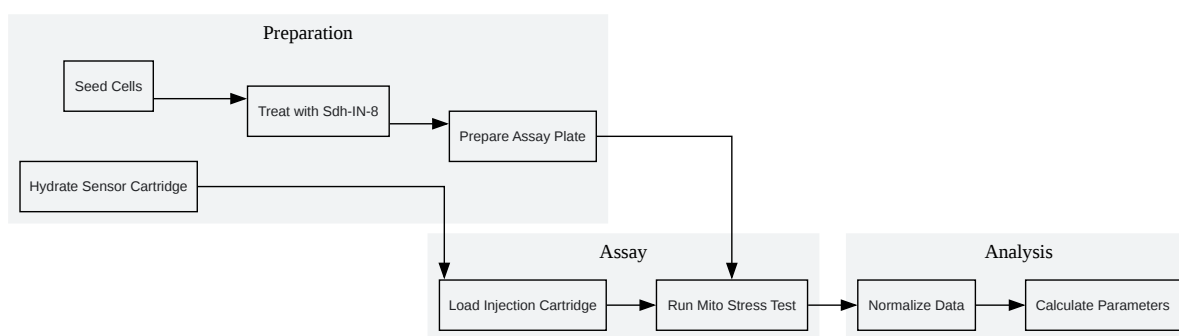 Preparation
Seed Cells
Treat with Sdh-IN-8
Prepare Assay Plate
Hydrate Sensor Cartridge
Assay
Load Injection Cartridge
Run Mito Stress Test
Analysis
Normalize Data
Calculate Parameters